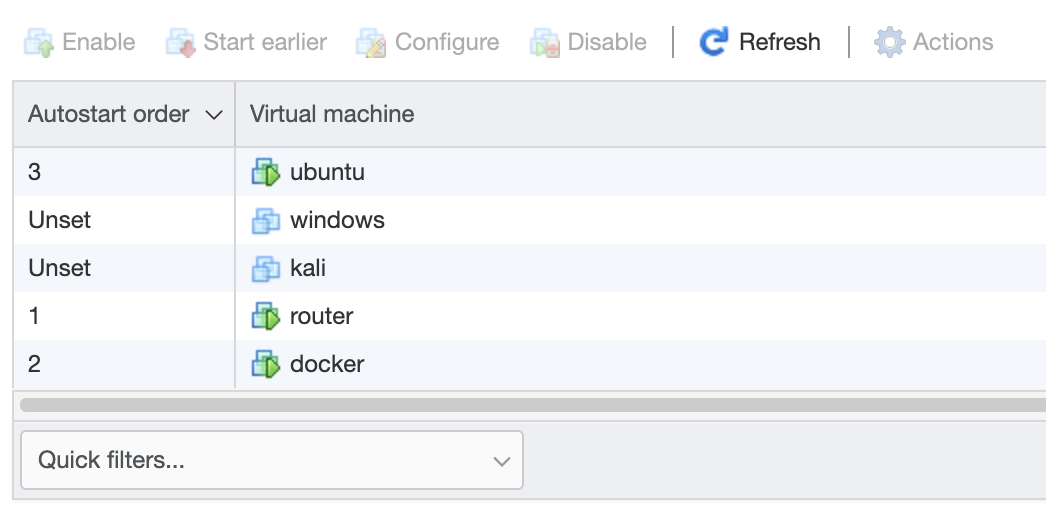 Enable Start earlier Configure Disable Refresh Actions
Autostart order Virtual machine
3 ubuntu
Unset windows
Unset kali
1 router
2 docker
Quick filters...